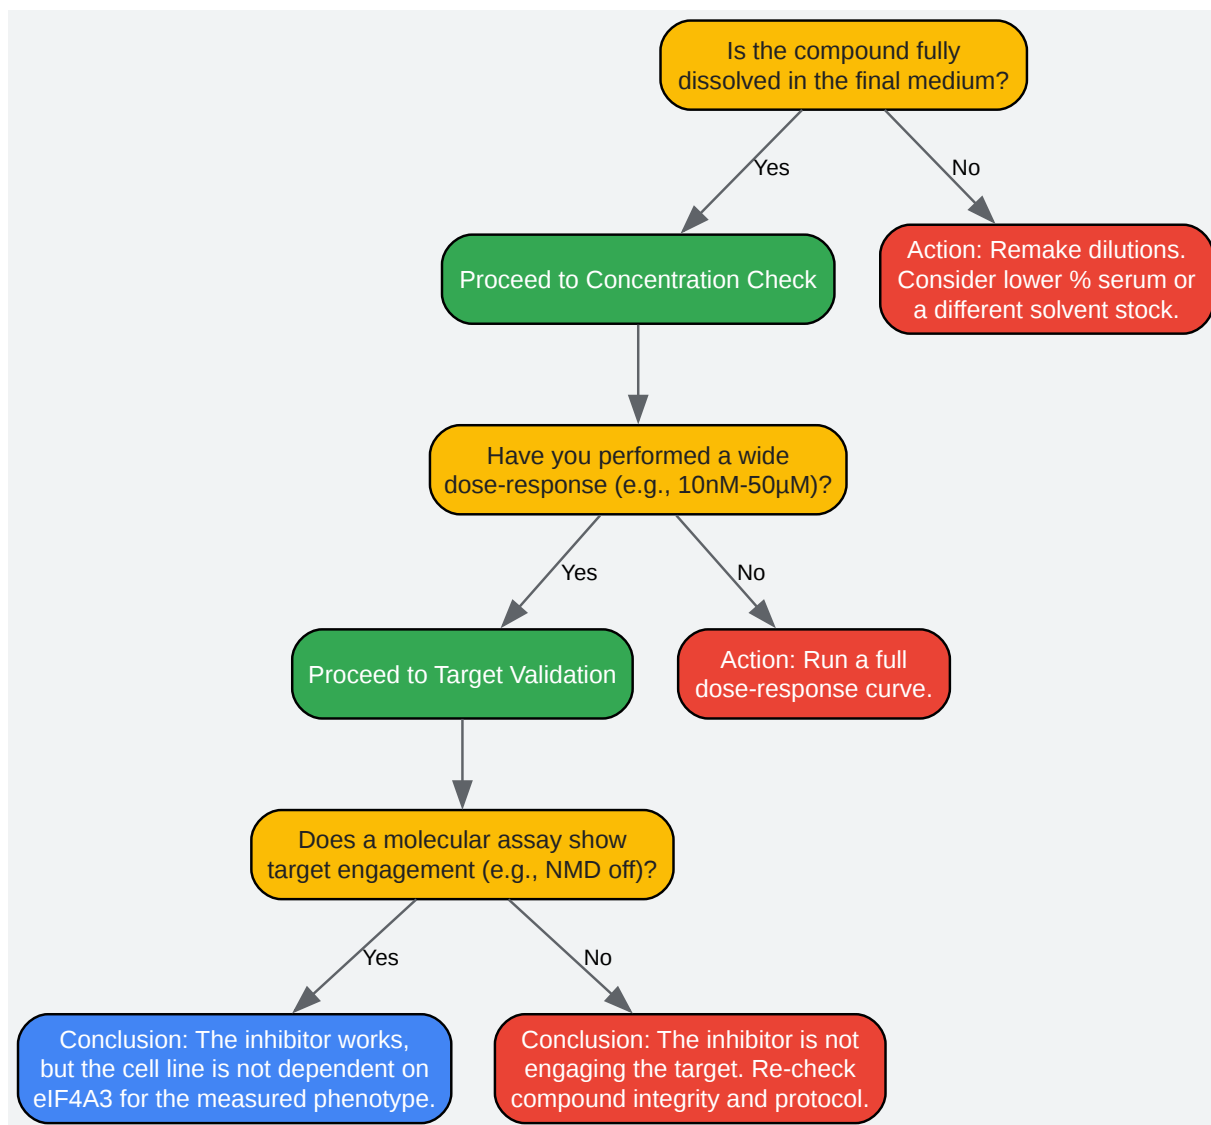 Is the compound fully
dissolved in the final medium?
Yes
No
Proceed to Concentration Check
Action: Remake dilutions.
Consider lower % serum or
a different solvent stock.
Have you performed a wide
dose-response (e.g., 10nM-50µM)?
Yes
No
Proceed to Target Validation
Action: Run a full
dose-response curve.
Does a molecular assay show
target engagement (e.g., NMD off)?
Yes
No
Conclusion: The inhibitor works,
but the cell line is not dependent on
eIF4A3 for the measured phenotype.
Conclusion: The inhibitor is not
engaging the target. Re-check
compound integrity and protocol.